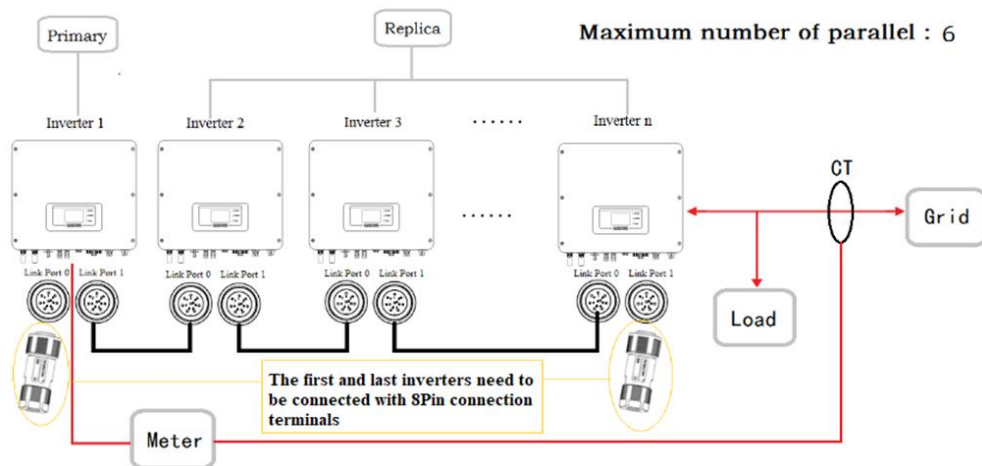 Primary
Replica
Maximum number of parallel : 6
Inverter 1
Inverter 2
Inverter 3
......
Inverter n
......
CT
Grid
Load
Link Port 0
Link Port 1
Link Port 0
Link Port 1
Link Port 0
Link Port 1
Link Port 0
Link Port 1
The first and last inverters need to
be connected with 8Pin connection
terminals
Meter